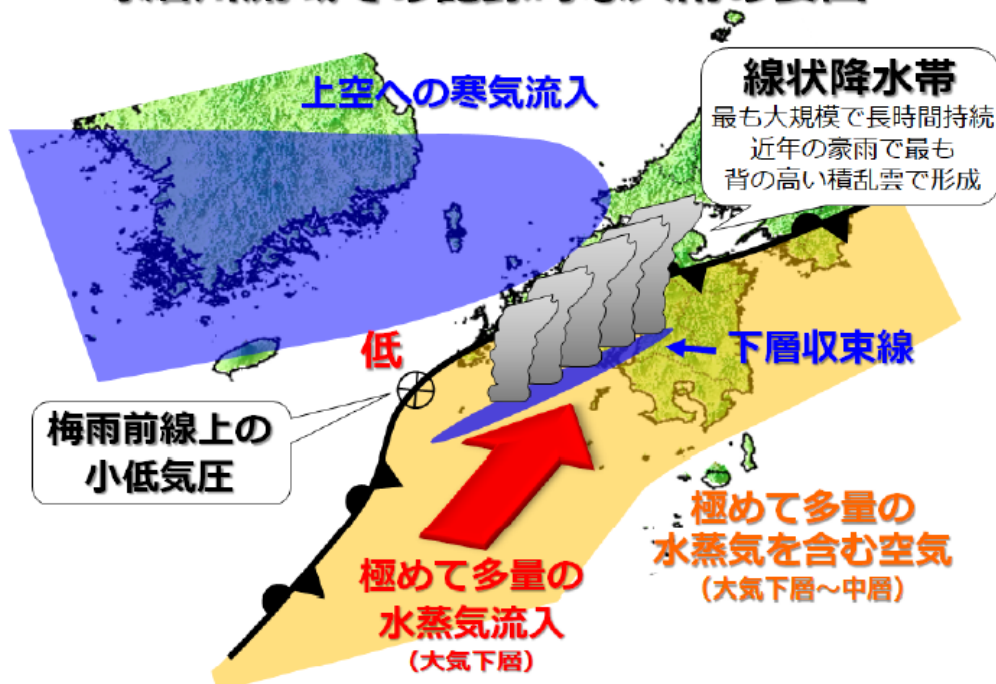 上空への寒気流入
線状降水帯
最も大規模で長時間持続
近年の豪雨で最も
背の高い積乱雲で形成
低
下層収束線
梅雨前線上の
小低気圧
極めて多量の
水蒸気を含む空気
(大気下層～中層)
極めて多量の
水蒸気流入
(大気下層)